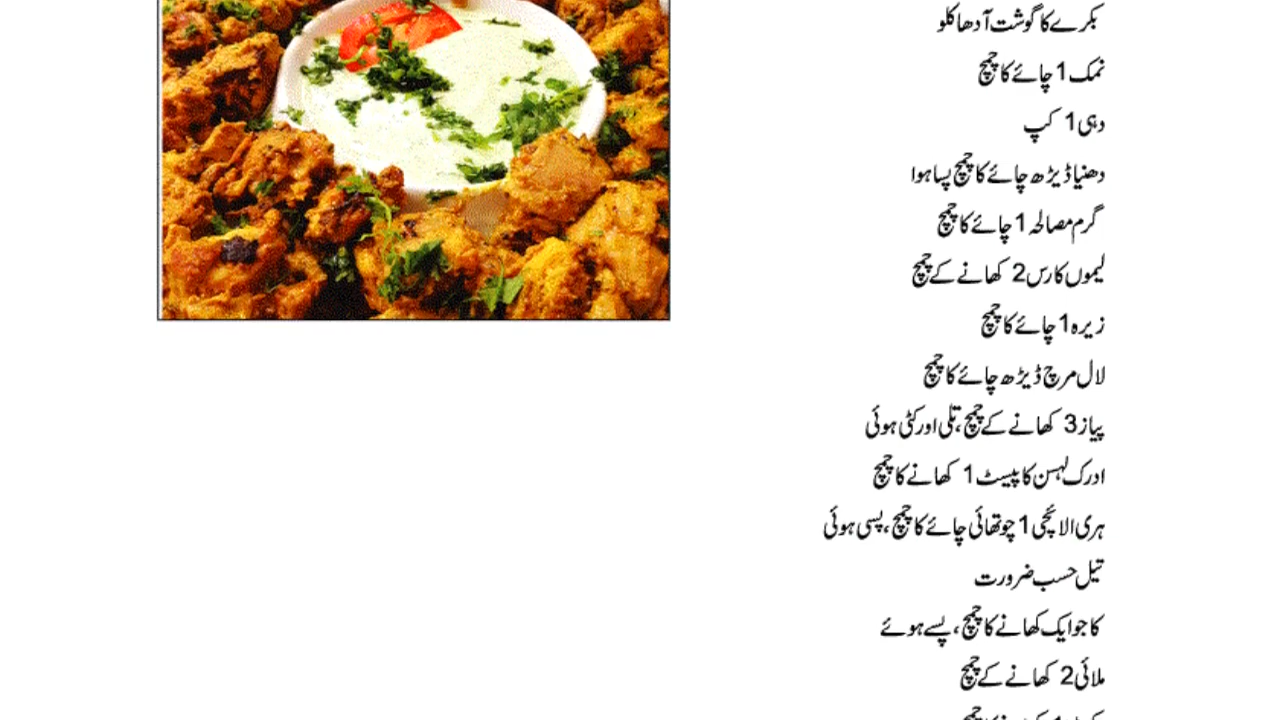 بکرے کا گوشت آدھا کلو
نمک 1 چائے کا چمچ
دہی 1 کپ
دھنیا ڈیڑھ چائے کا چمچ پسا ہوا
گرم مصالحہ 1 چائے کا چمچ
لیموں کا رس 2 کھانے کے چمچ
زیرہ 1 چائے کا چمچ
لال مرچ ڈیڑھ چائے کا چمچ
پیاز 3 کھانے کے چمچ، تلی اور کٹی ہوئی
ادرک لہسن کا پیسٹ 1 کھانے کا چمچ
ہری الائچی 1 چوتھائی چائے کا چمچ، پسی ہوئی
تیل حسب ضرورت
کاجو ایک کھانے کا چمچ، پسے ہوئے
ملائی 2 کھانے کے چمچ